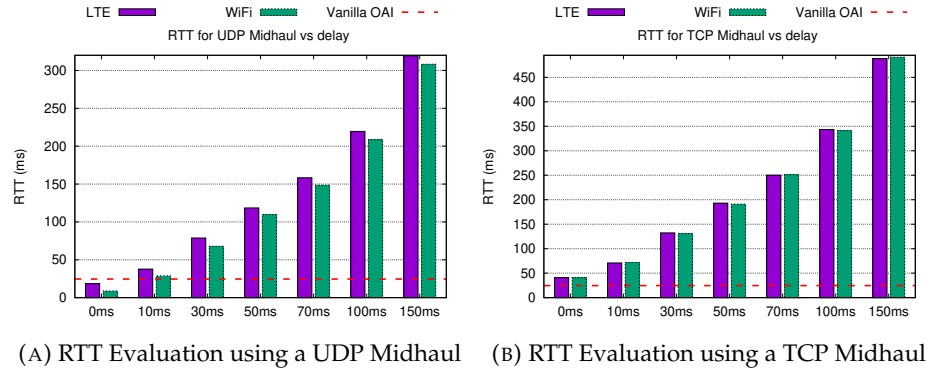 LTE WiFi Vanilla OAI
RTT for UDP Midhaul vs delay
RTT (ms)
300
250
200
150
100
50
0
0ms 10ms 30ms 50ms 70ms 100ms 150ms
(A) RTT Evaluation using a UDP Midhaul
LTE WiFi Vanilla OAI
RTT for TCP Midhaul vs delay
RTT (ms)
450
400
350
300
250
200
150
100
50
0
0ms 10ms 30ms 50ms 70ms 100ms 150ms
(B) RTT Evaluation using a TCP Midhaul